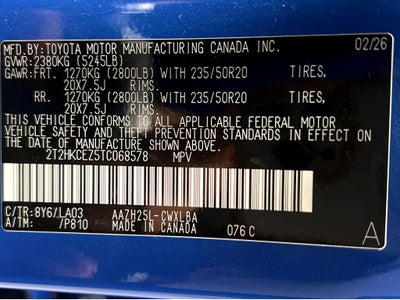 MFD.BY:TOYOTA MOTOR MANUFACTURING CANADA INC. 02/26
GVWR:2380KG (5245LB)
GAWR:FRT. 1270KG (2800LB) WITH 235/50R20 TIRES,
20X7.5J RIMS
RR. 1270KG (2800LB) WITH 235/50R20 TIRES,
20X7.5J RIMS.
THIS VEHICLE CONFORMS TO ALL APPLICABLE FEDERAL MOTOR
VEHICLE SAFETY AND THEFT PREVENTION STANDARDS IN EFFECT ON
THE DATE OF MANUFACTURE SHOWN ABOVE.
2T2HKCEZ5TC068578 MPV
C/TR:8Y6/LA03 AAZH25L-CWXLBA
A/TM: /P810 MADE IN CANADA 076 C A